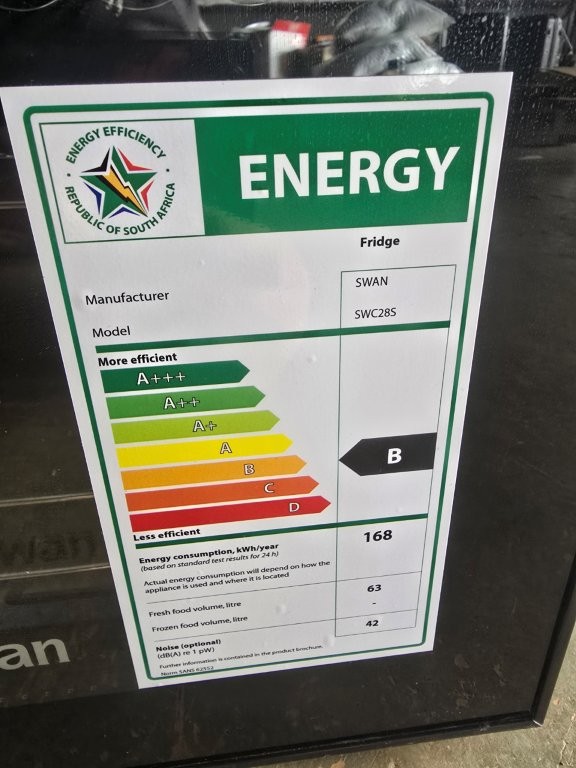 ENERGY EFFICIENCY
REPUBLIC OF SOUTH AFRICA
ENERGY
Fridge
Manufacturer
SWAN
Model
SWC28S
More efficient
A+++
A++
A+
A
B
C
D
B
Less efficient
Energy consumption, kWh/year
168
(based on standard test results for 24 h)
Actual energy consumption will depend on how the
appliance is used and where it is located
Fresh food volume, litre
63
Frozen food volume, litre
-
Noise (optional)
42
(dB(A) re 1 pW)
Further information is contained in the product brochure.
Norm SANS 62552
wan
an